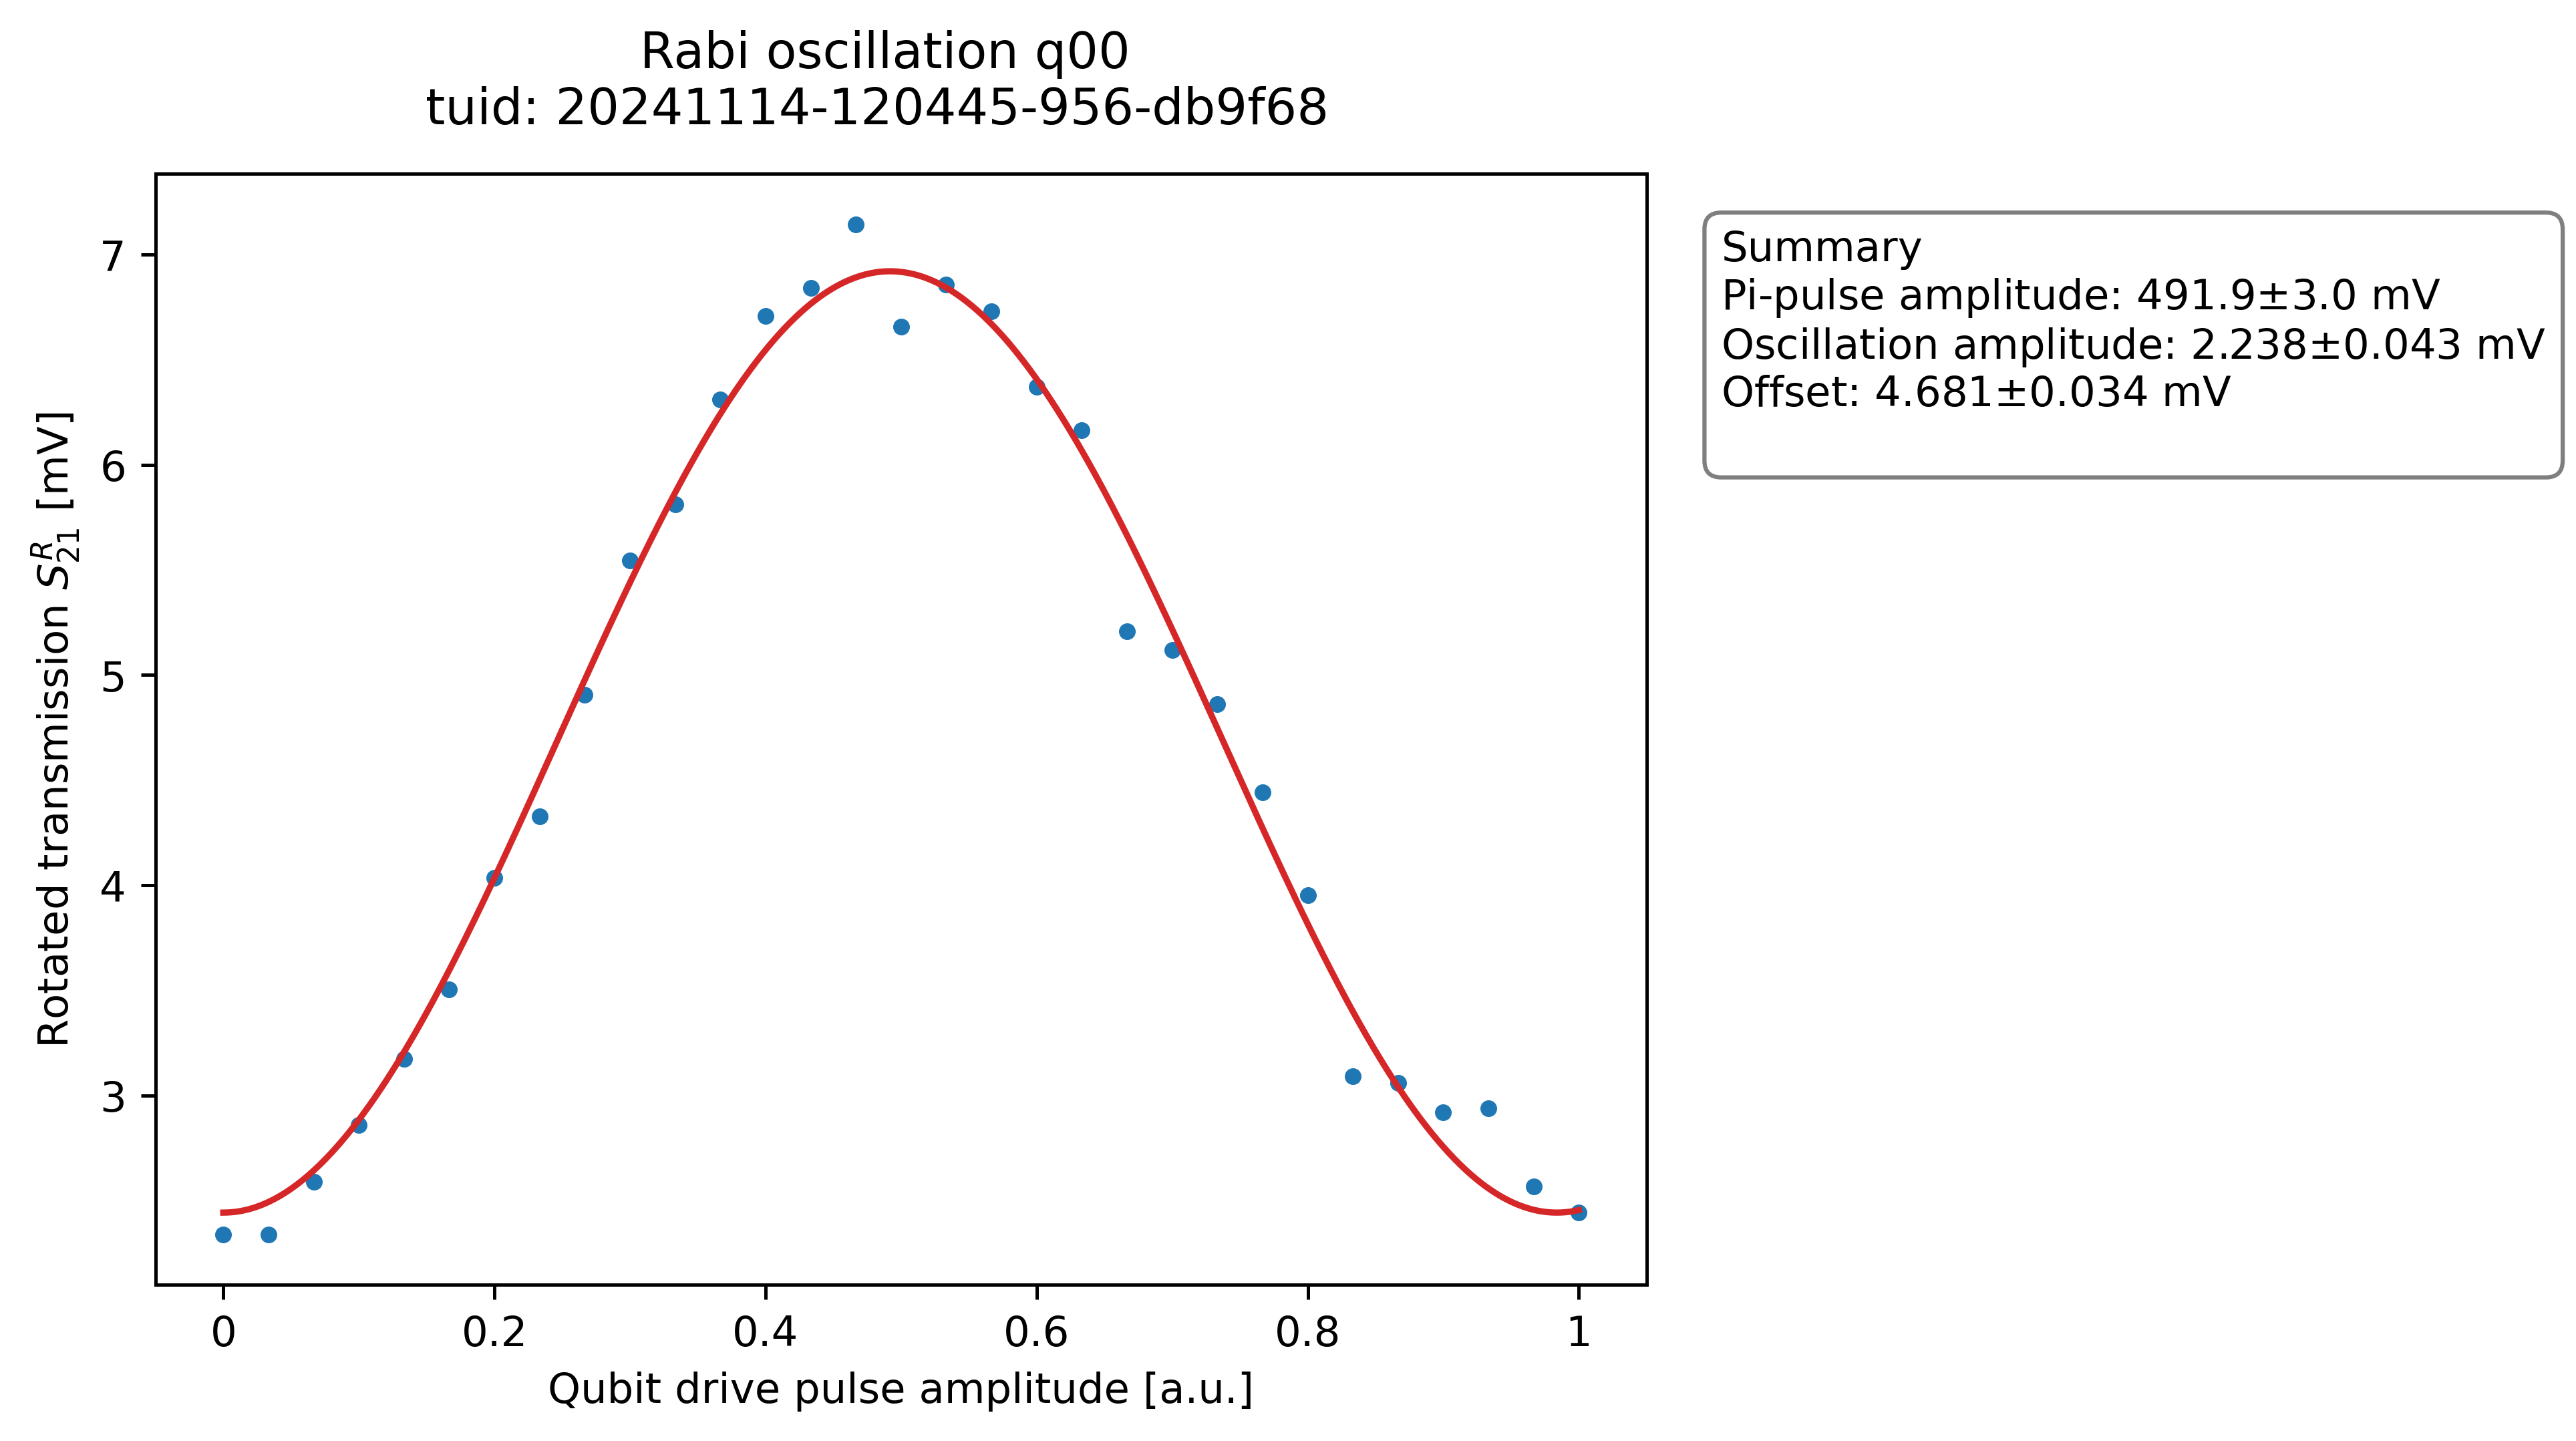 Rabi oscillation q00
tuid: 20241114-120445-956-db9f68
Rotated transmission $S_{21}^{R}$ [mV]
7
6
5
4
3
0 0.2 0.4 0.6 0.8 1
Qubit drive pulse amplitude [a.u.]
Summary
Pi-pulse amplitude: 491.9±3.0 mV
Oscillation amplitude: 2.238±0.043 mV
Offset: 4.681±0.034 mV